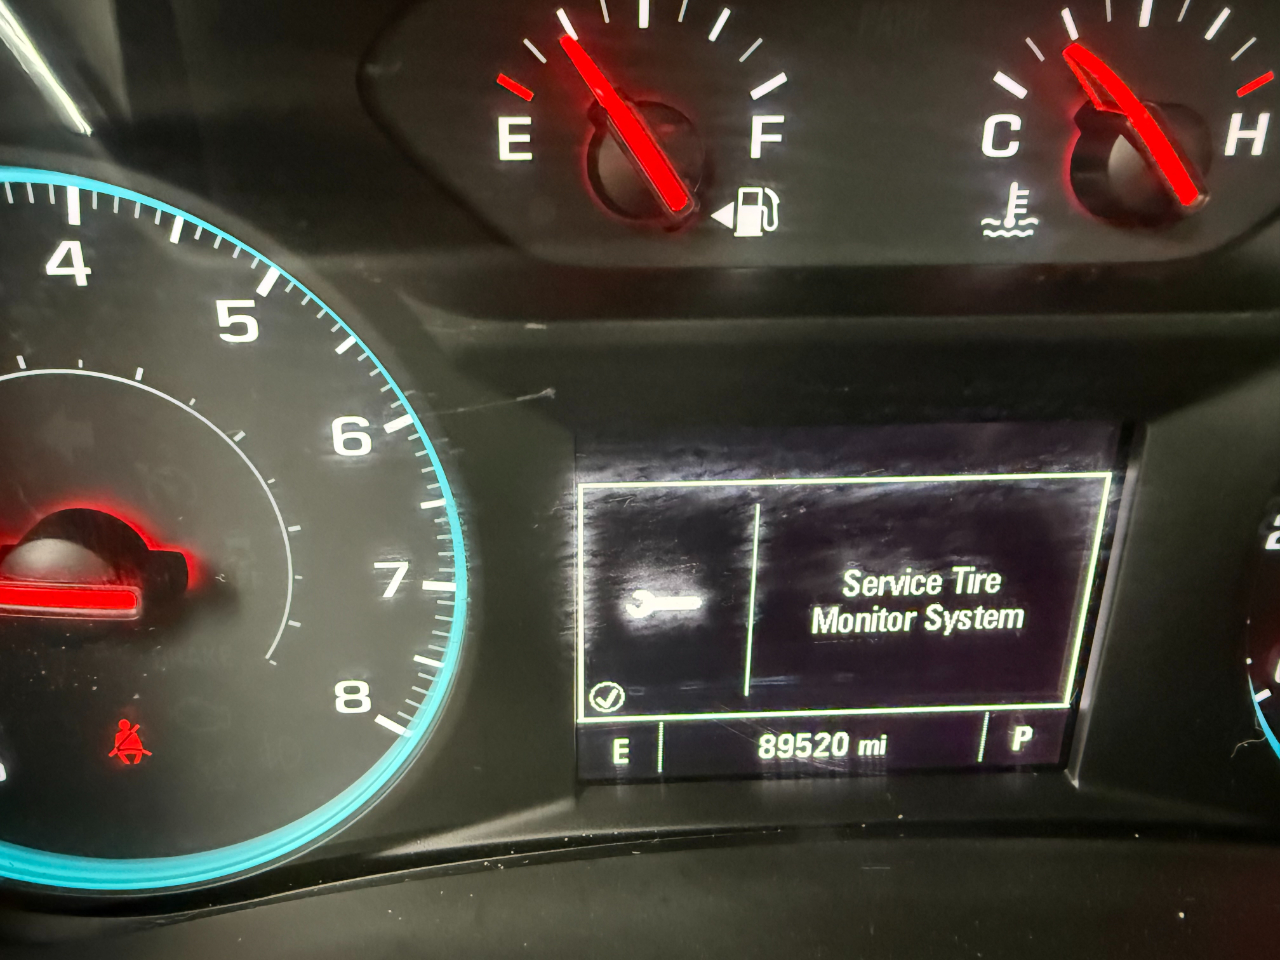 E
F
C
H
4
5
6
7
8
Service Tire
Monitor System
E
89520 mi
P